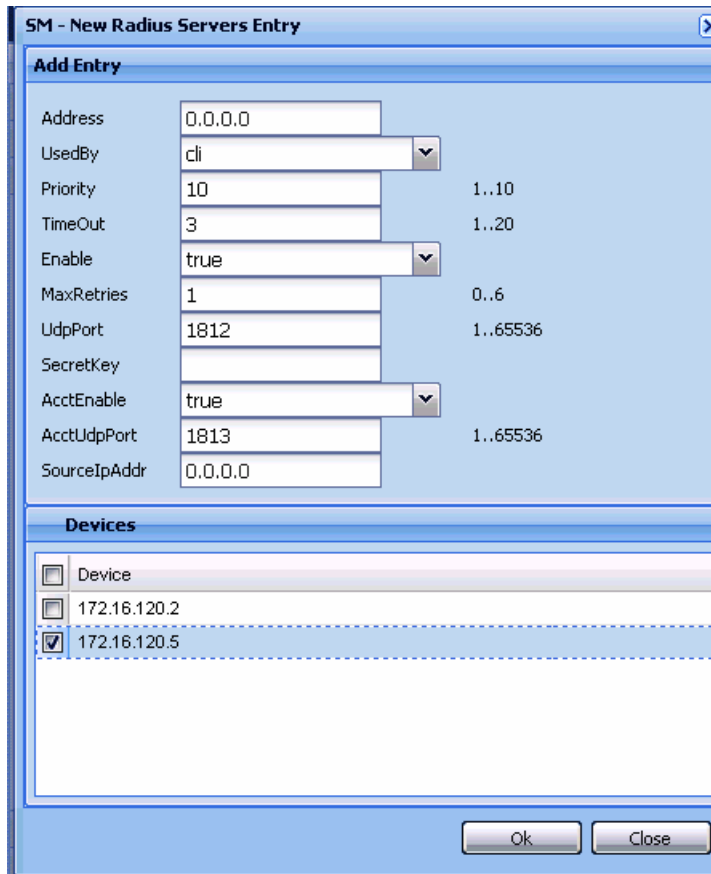 SM - New Radius Servers Entry
Add Entry
Address 0.0.0.0
UsedBy cli
Priority 10 1..10
TimeOut 3 1..20
Enable true
MaxRetries 1 0..6
UdpPort 1812 1..65536
SecretKey
AcctEnable true
AcctUdpPort 1813 1..65536
SourceIpAddr 0.0.0.0
Devices
Device
172.16.120.2
172.16.120.5
Ok Close